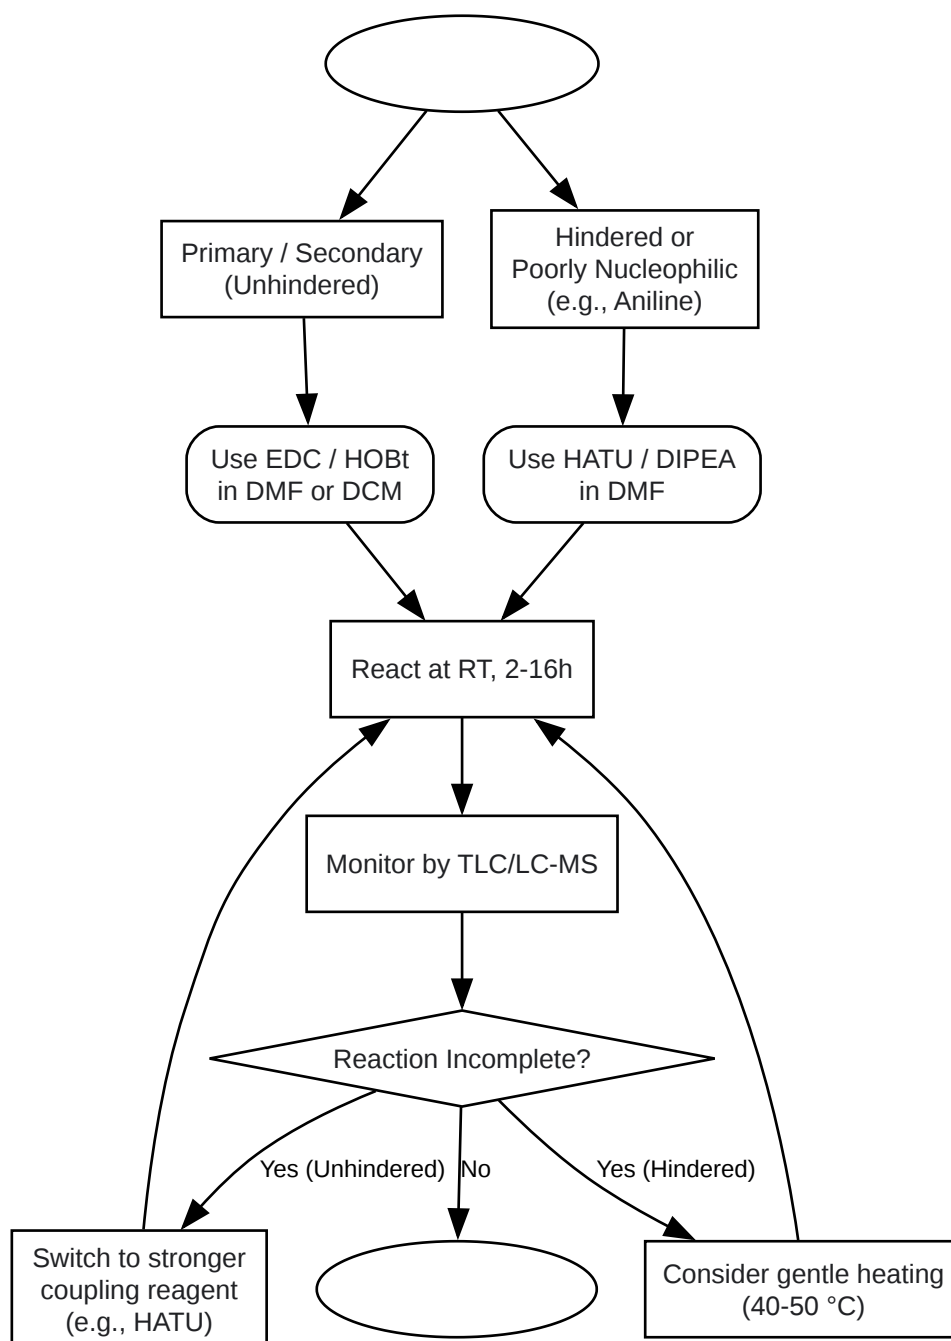 Primary / Secondary
(Unhindered)
Hindered or
Poorly Nucleophilic
(e.g., Aniline)
Use EDC / HOBt
in DMF or DCM
Use HATU / DIPEA
in DMF
React at RT, 2-16h
Monitor by TLC/LC-MS
Reaction Incomplete?
Yes (Unhindered)
No
Yes (Hindered)
Switch to stronger
coupling reagent
(e.g., HATU)
Consider gentle heating
(40-50 °C)